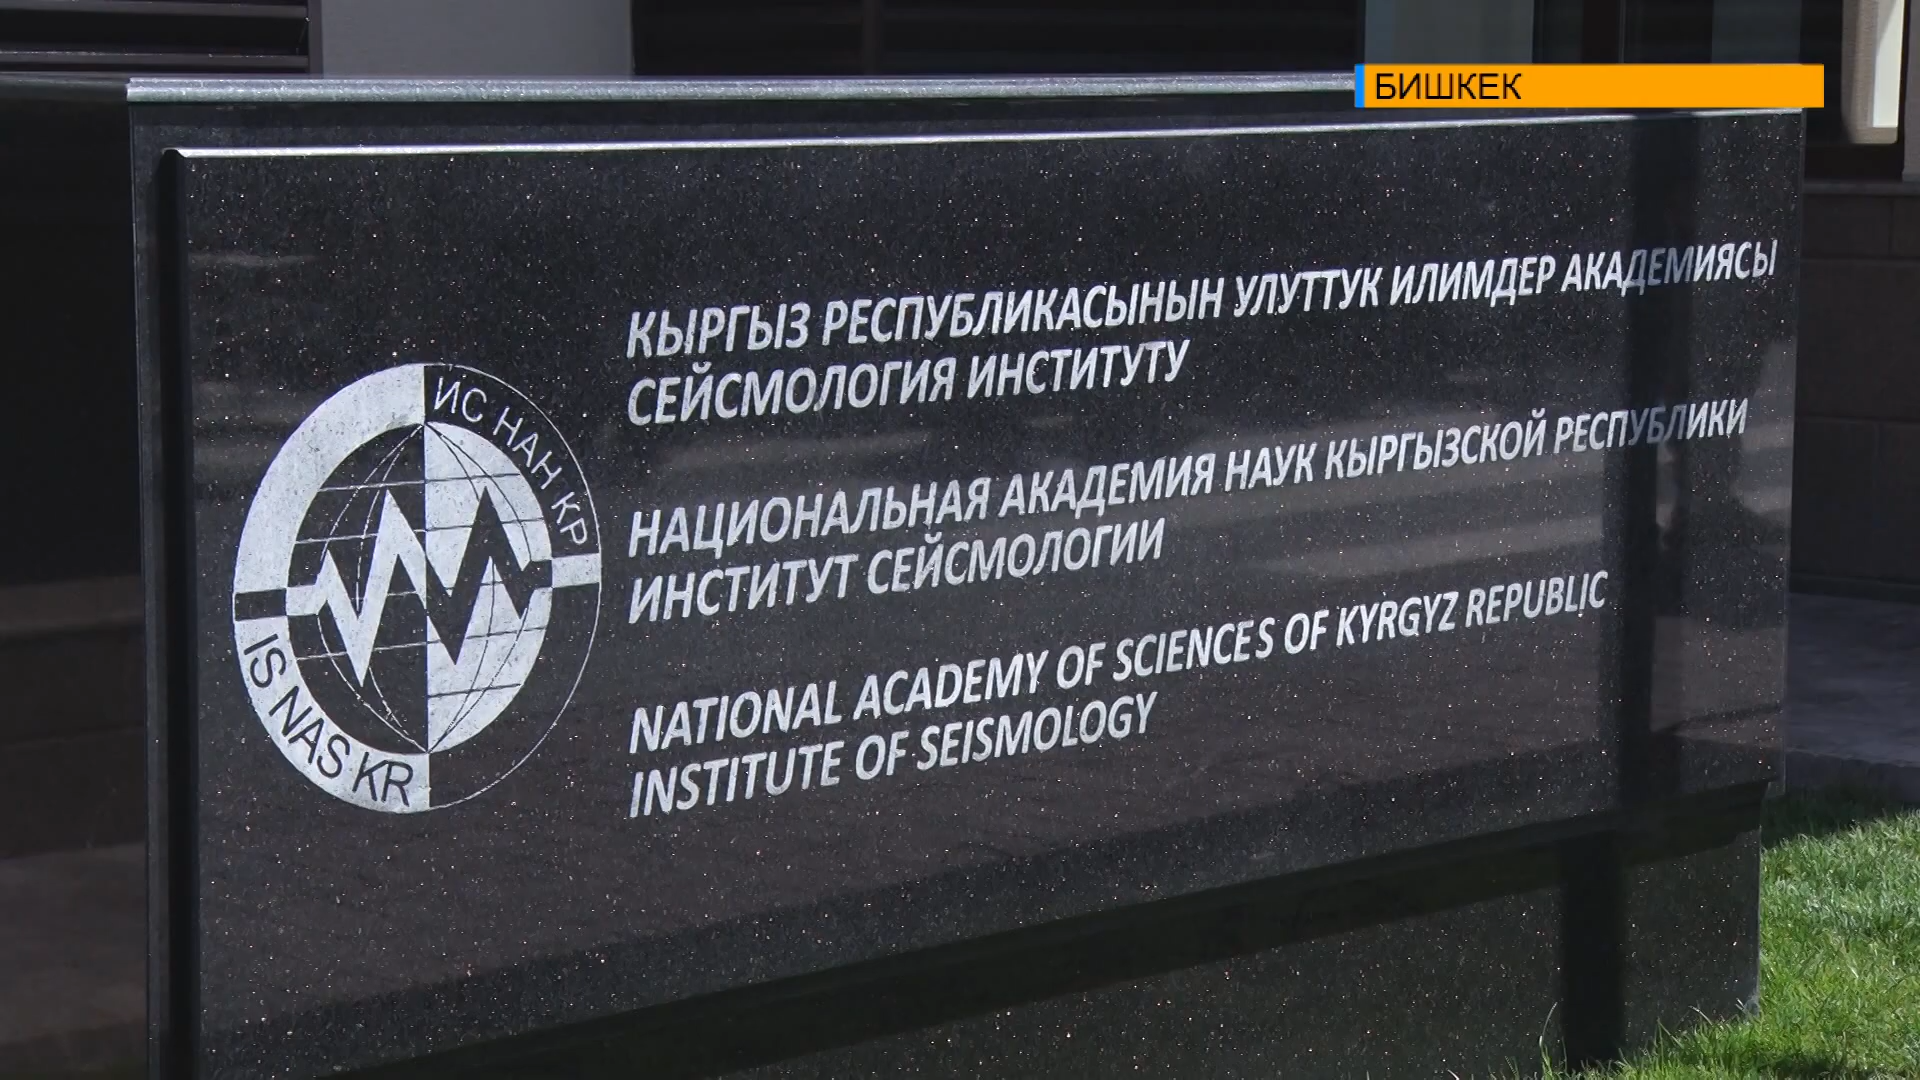 БИШКЕК
КЫРГЫЗ РЕСПУБЛИКАСЫНЫН УЛУТТУК ИЛИМДЕР АКАДЕМИЯСЫ
СЕЙСМОЛОГИЯ ИНСТИТУТУ
НАЦИОНАЛЬНАЯ АКАДЕМИЯ НАУК КЫРГЫЗСКОЙ РЕСПУБЛИКИ
ИНСТИТУТ СЕЙСМОЛОГИИ
NATIONAL ACADEMY OF SCIENCES OF KYRGYZ REPUBLIC
INSTITUTE OF SEISMOLOGY
ИС НАН КР
IS NAS KR